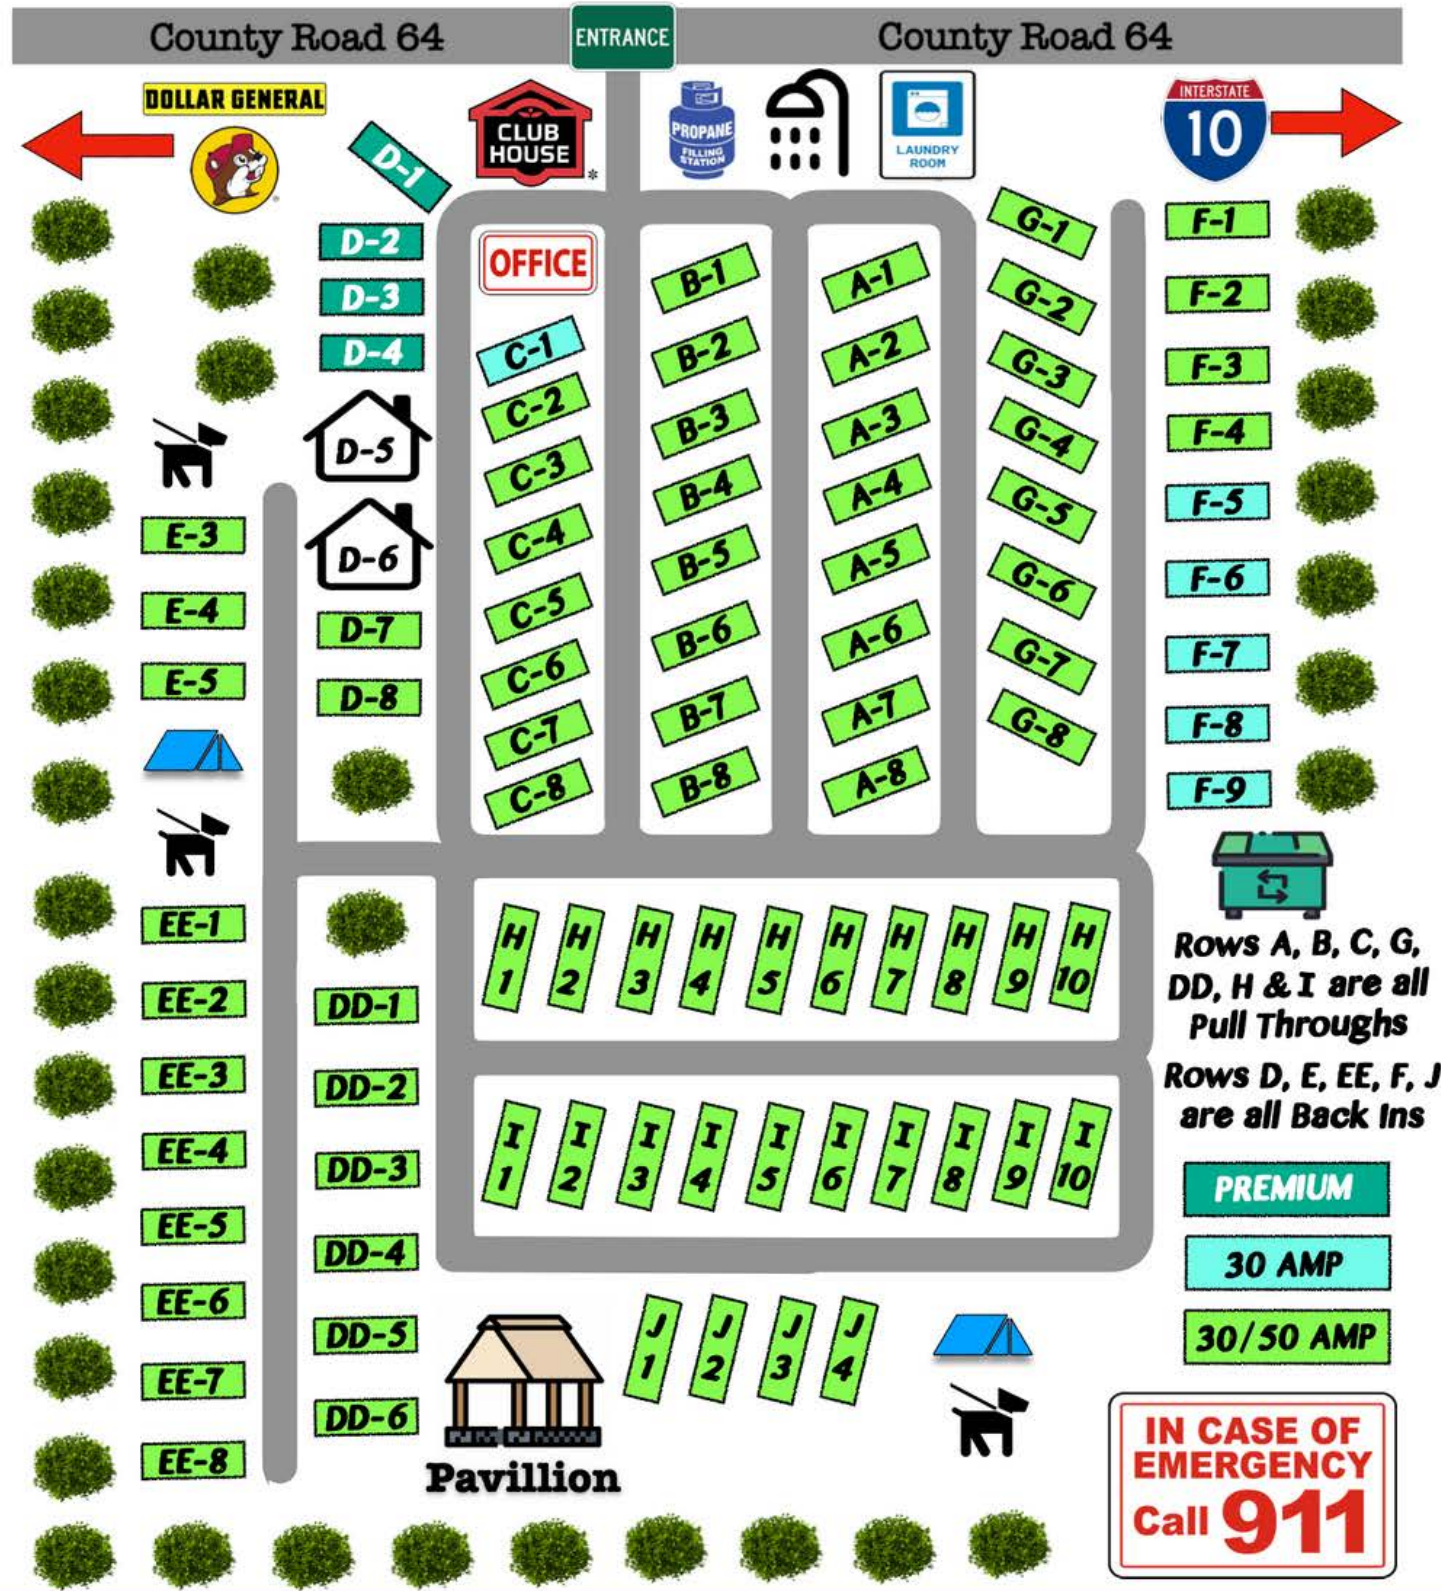 County Road 64
ENTRANCE
County Road 64
DOLLAR GENERAL
CLUB
HOUSE
*
PROPANE
FILLING
STATION
LAUNDRY
ROOM
INTERSTATE
10
D-1
D-2
D-3
D-4
D-5
D-6
D-7
D-8
OFFICE
C-1
C-2
C-3
C-4
C-5
C-6
C-7
C-8
B-1
B-2
B-3
B-4
B-5
B-6
B-7
B-8
A-1
A-2
A-3
A-4
A-5
A-6
A-7
A-8
G-1
G-2
G-3
G-4
G-5
G-6
G-7
G-8
F-1
F-2
F-3
F-4
F-5
F-6
F-7
F-8
F-9
E-3
E-4
E-5
EE-1
EE-2
EE-3
EE-4
EE-5
EE-6
EE-7
EE-8
DD-1
DD-2
DD-3
DD-4
DD-5
DD-6
H
1
H
2
H
3
H
4
H
5
H
6
H
7
H
8
H
9
H
10
I
1
I
2
I
3
I
4
I
5
I
6
I
7
I
8
I
9
I
10
J
1
J
2
J
3
J
4
Pavillion
Rows A, B, C, G,
DD, H & I are all
Pull Throughs
Rows D, E, EE, F, J
are all Back Ins
PREMIUM
30 AMP
30/50 AMP
IN CASE OF
EMERGENCY
Call 911